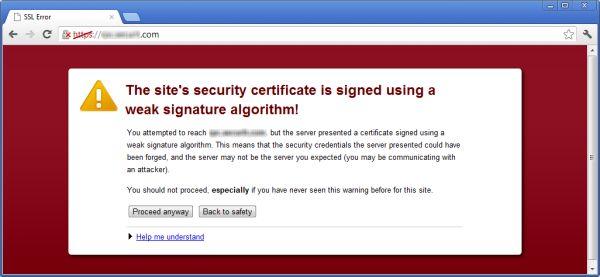 SSL Error
https:// .com
The site's security certificate is signed using a
weak signature algorithm!
You attempted to reach , but the server presented a certificate signed using a
weak signature algorithm. This means that the security credentials the server presented could have
been forged, and the server may not be the server you expected (you may be communicating with
an attacker).
You should not proceed, especially if you have never seen this warning before for this site.
Proceed anyway Back to safety
Help me understand